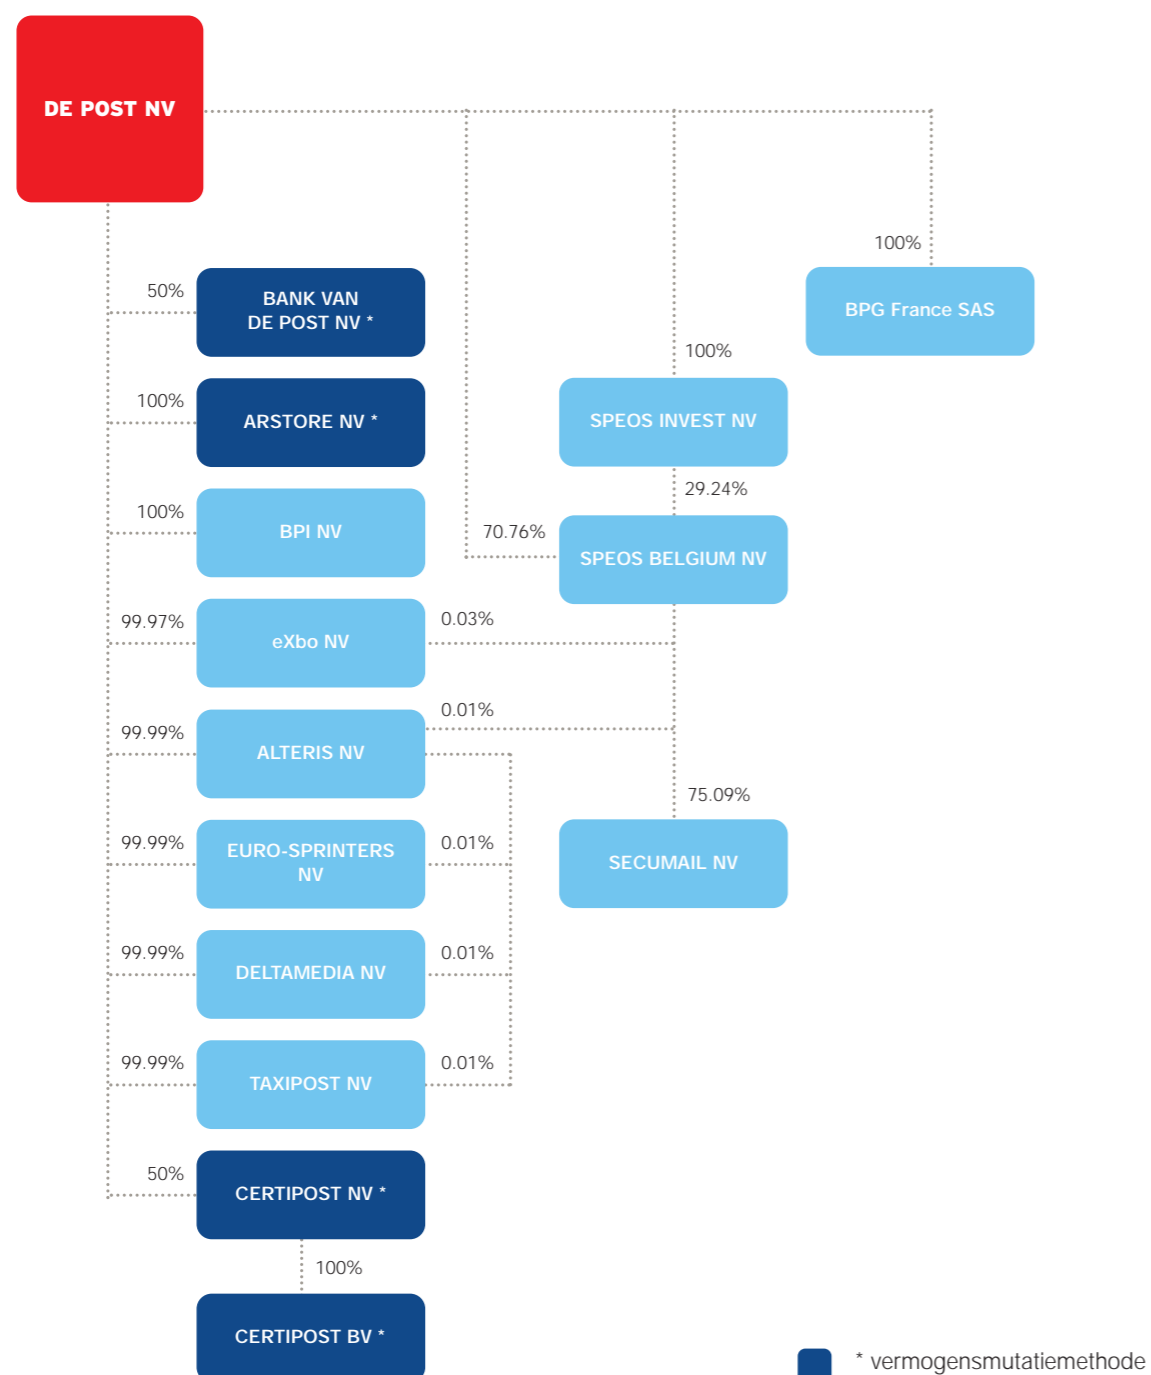 DE POST NV
100%
BPG France SAS
50%
BANK VAN
DE POST NV *
100%
SPEOS INVEST NV
100%
ARSTORE NV *
29.24%
100%
BPI NV
70.76%
SPEOS BELGIUM NV
99.97%
eXbo NV
0.03%
99.99%
ALTERIS NV
0.01%
75.09%
SECUMAIL NV
99.99%
EURO-SPRINTERS
NV
0.01%
99.99%
DELTAMEDIA NV
0.01%
99.99%
TAXIPOST NV
0.01%
50%
CERTIPOST NV *
100%
CERTIPOST BV *
* vermogensmutatiemethode